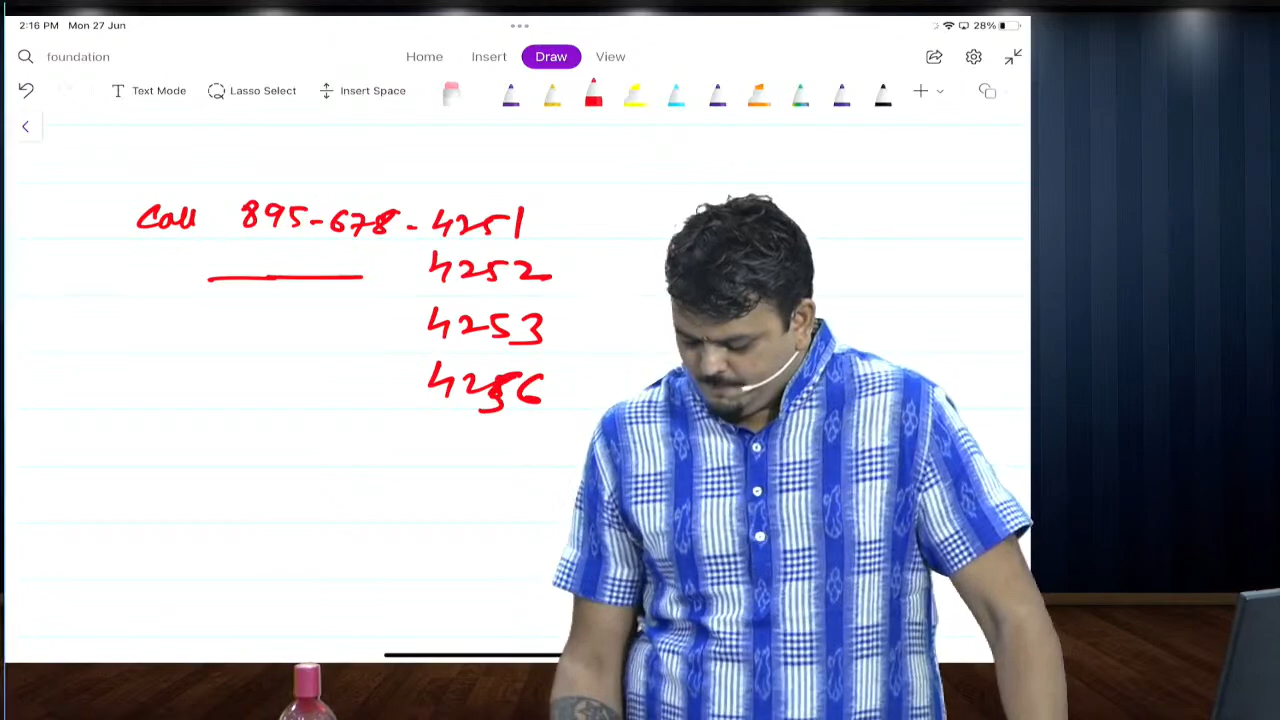 2:16 PM Mon 27 Jun 28%
foundation Home Insert Draw View
Text Mode Lasso Select Insert Space
Call 895-678-4251
4252
4253
4256